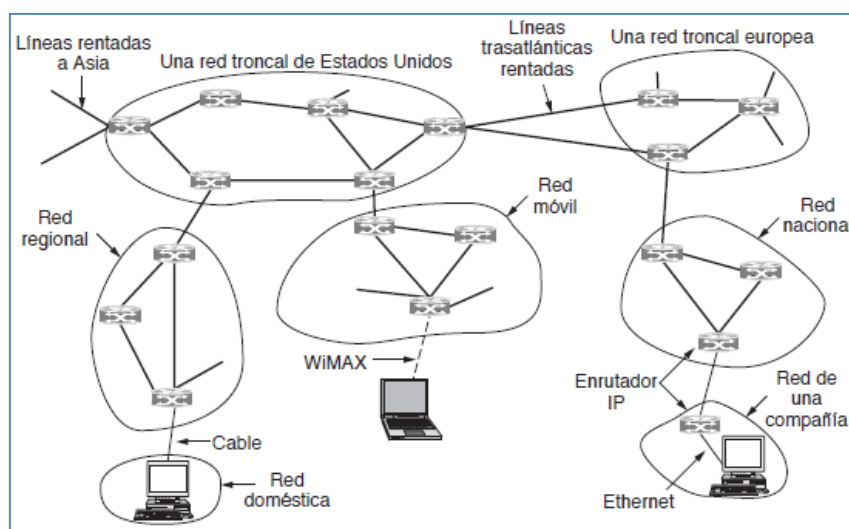 Líneas rentadas
a Asia
Una red troncal de Estados Unidos
Líneas
trasatlánticas
rentadas
Una red troncal europea
Red
regional
Red
móvil
Red
nacional
WiMAX
Enrutador
IP
Red de
una
compañía
Cable
Red
doméstica
Ethernet